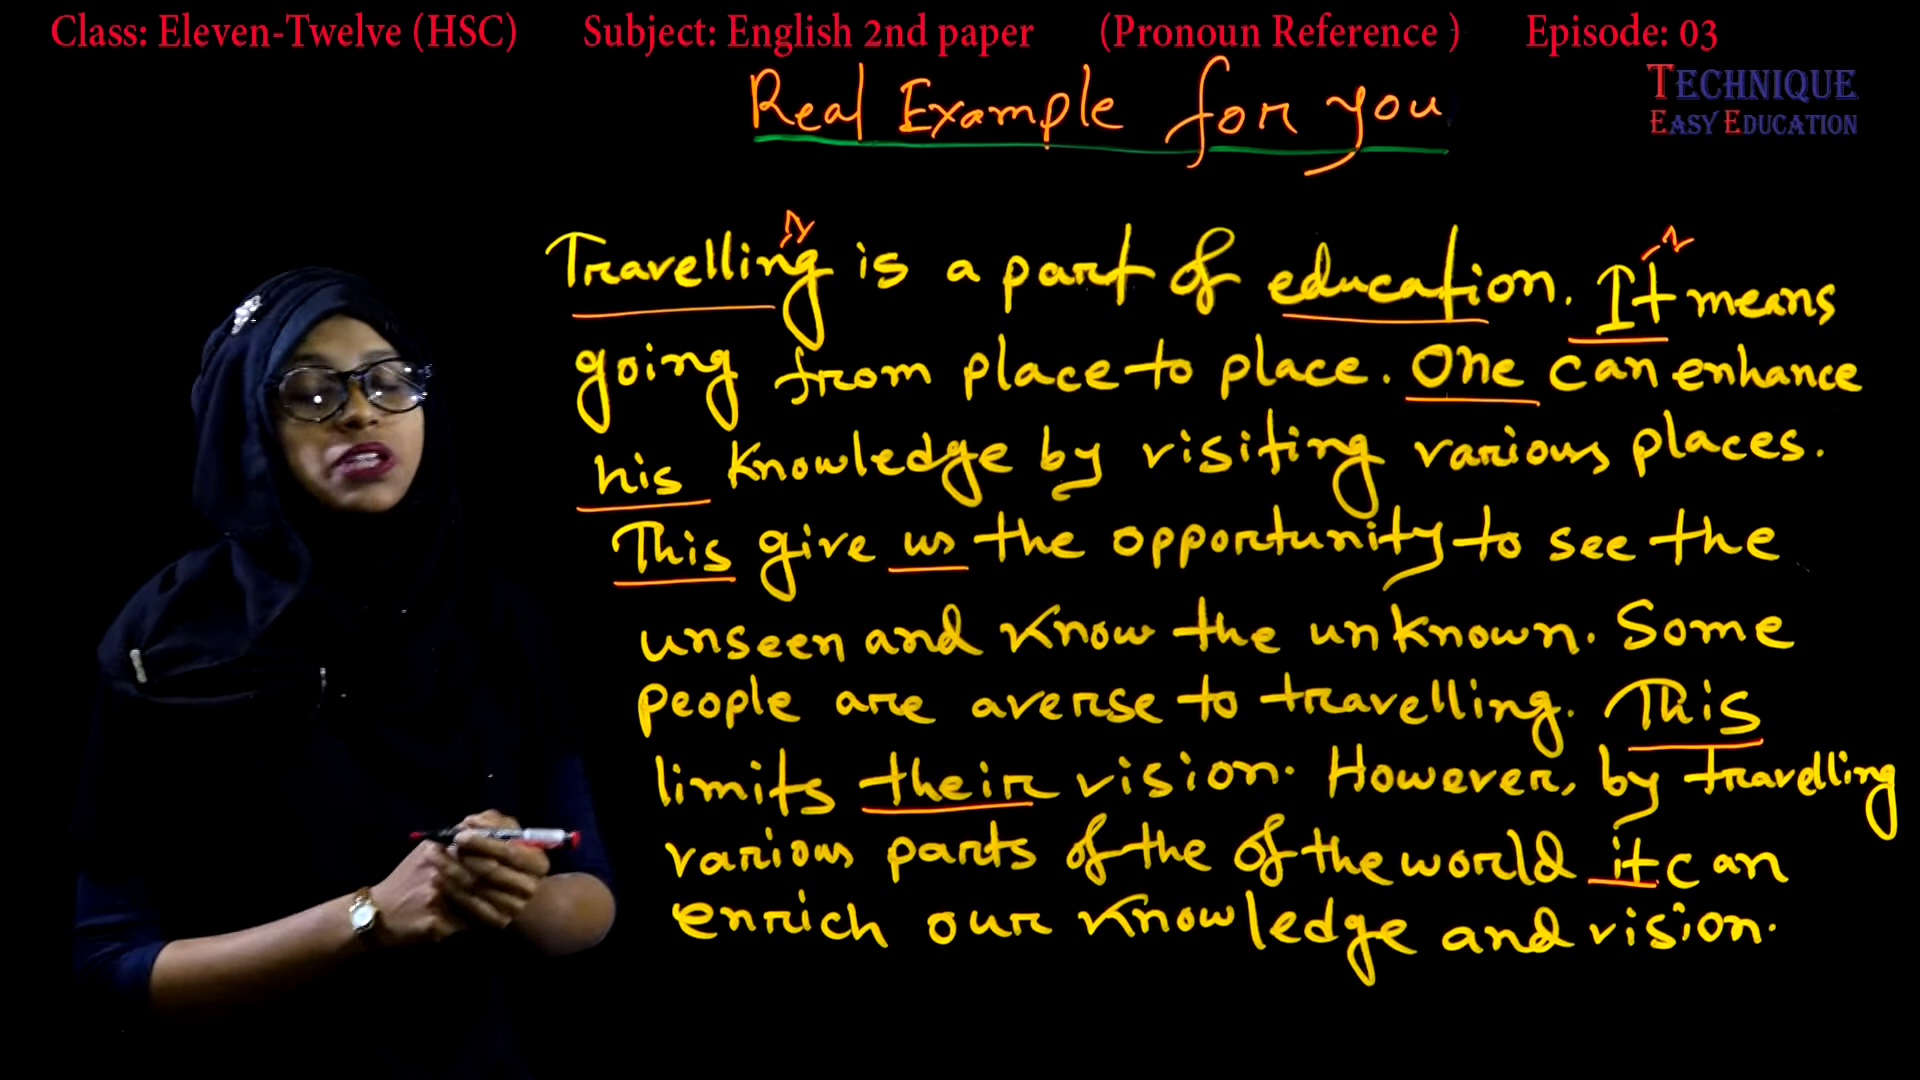 Class: Eleven-Twelve (HSC) Subject: English 2nd paper (Pronoun Reference ) Episode: 03
TECHNIQUE
EASY EDUCATION
Real Example for you
Travelling is a part of education. It means
going from place to place. One can enhance
his knowledge by visiting various places.
This give us the opportunity to see the
unseen and know the unknown. Some
people are averse to travelling. This
limits their vision. However, by travelling
various parts of the of the world it can
enrich our knowledge and vision.